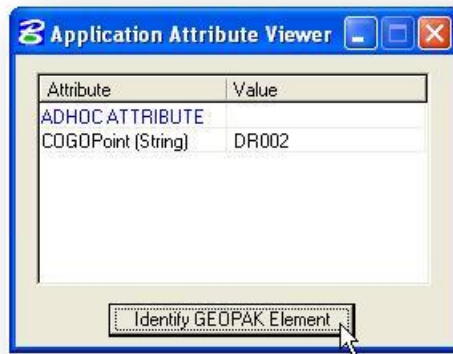 Application Attribute Viewer
Attribute Value
ADHOC ATTRIBUTE
COGOPoint (String) DR002
Identify GEOPAK Element